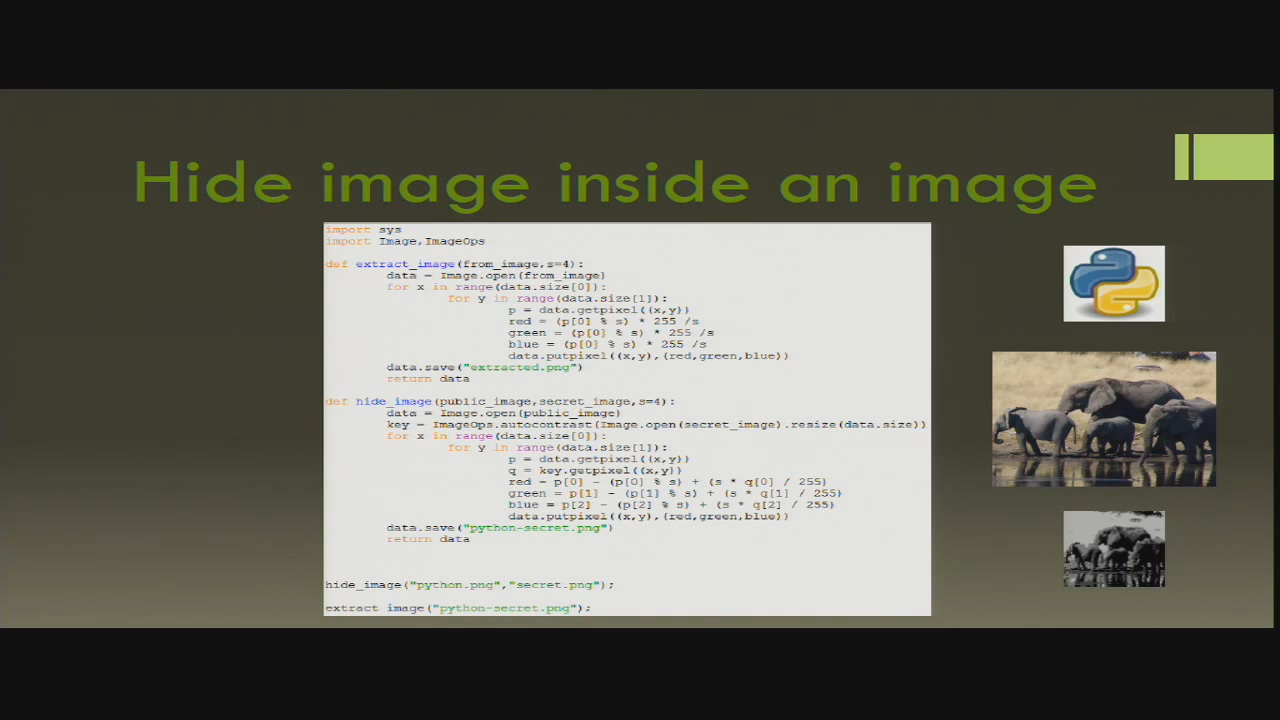 Hide image inside an image
import sys
import Image,ImageOps
def extract_image(from_image,s=4):
data = Image.open(from_image)
for x in range(data.size[0]):
for y in range(data.size[1]):
p = data.getpixel((x,y))
red = (p[0] % s) * 255 /s
green = (p[0] % s) * 255 /s
blue = (p[0] % s) * 255 /s
data.putpixel((x,y),(red,green,blue))
data.save("extracted.png")
return data
def hide_image(public_image,secret_image,s=4):
data = Image.open(public_image)
key = ImageOps.autocontrast(Image.open(secret_image).resize(data.size))
for x in range(data.size[0]):
for y in range(data.size[1]):
p = data.getpixel((x,y))
q = key.getpixel((x,y))
red = p[0] - (p[0] % s) + (s * q[0] / 255)
green = p[1] - (p[1] % s) + (s * q[1] / 255)
blue = p[2] - (p[2] % s) + (s * q[2] / 255)
data.putpixel((x,y),(red,green,blue))
data.save("python-secret.png")
return data
hide_image("python.png","secret.png");
extract image("python-secret.png");